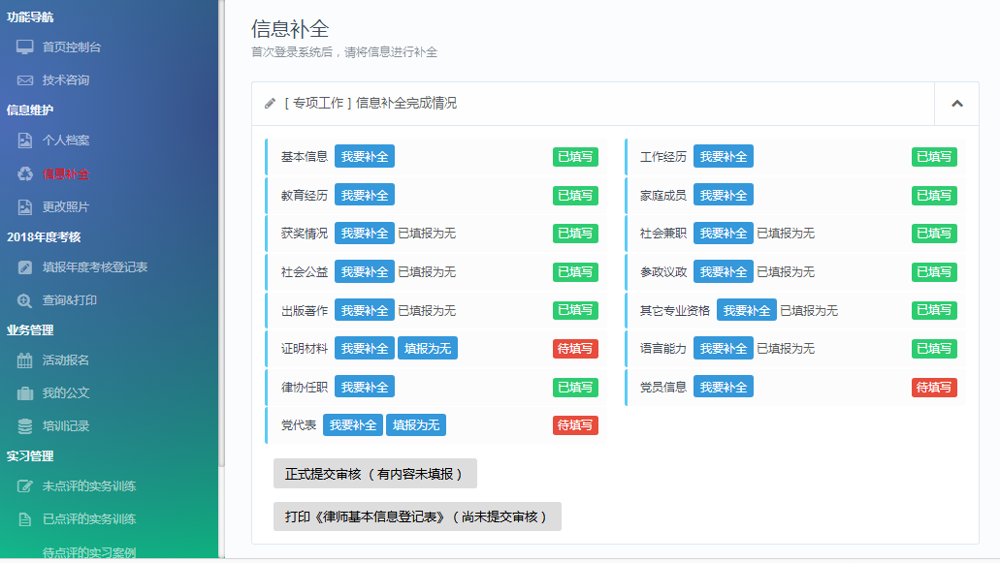 功能导航
首页控制台
技术咨询
信息维护
个人档案
信息补全
更改照片
2018年度考核
填报年度考核登记表
查询&打印
业务管理
活动报名
我的公文
培训记录
实习管理
未点评的实务训练
已点评的实务训练
待点评的实习案例
信息补全
首次登录系统后，请将信息进行补全
[ 专项工作 ] 信息补全完成情况
基本信息 我要补全 已填写
工作经历 我要补全 已填写
教育经历 我要补全 已填写
家庭成员 我要补全 已填写
获奖情况 我要补全 已填报为无 已填写
社会兼职 我要补全 已填报为无 已填写
社会公益 我要补全 已填报为无 已填写
参政议政 我要补全 已填报为无 已填写
出版著作 我要补全 已填报为无 已填写
其它专业资格 我要补全 已填报为无 已填写
证明材料 我要补全 填报为无 待填写
语言能力 我要补全 已填报为无 已填写
律协任职 我要补全 已填写
党员信息 我要补全 待填写
党代表 我要补全 填报为无 待填写
正式提交审核 （ 有内容未填报 ）
打印《律师基本信息登记表》（ 尚未提交审核 ）